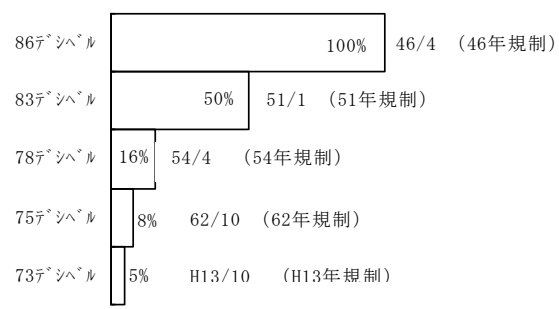 86ﾃﾞｼﾍﾞﾙ 100% 46/4 （46年規制）
83ﾃﾞｼﾍﾞﾙ 50% 51/1 （51年規制）
78ﾃﾞｼﾍﾞﾙ 16% 54/4 （54年規制）
75ﾃﾞｼﾍﾞﾙ 8% 62/10 （62年規制）
73ﾃﾞｼﾍﾞﾙ 5% H13/10 （H13年規制）